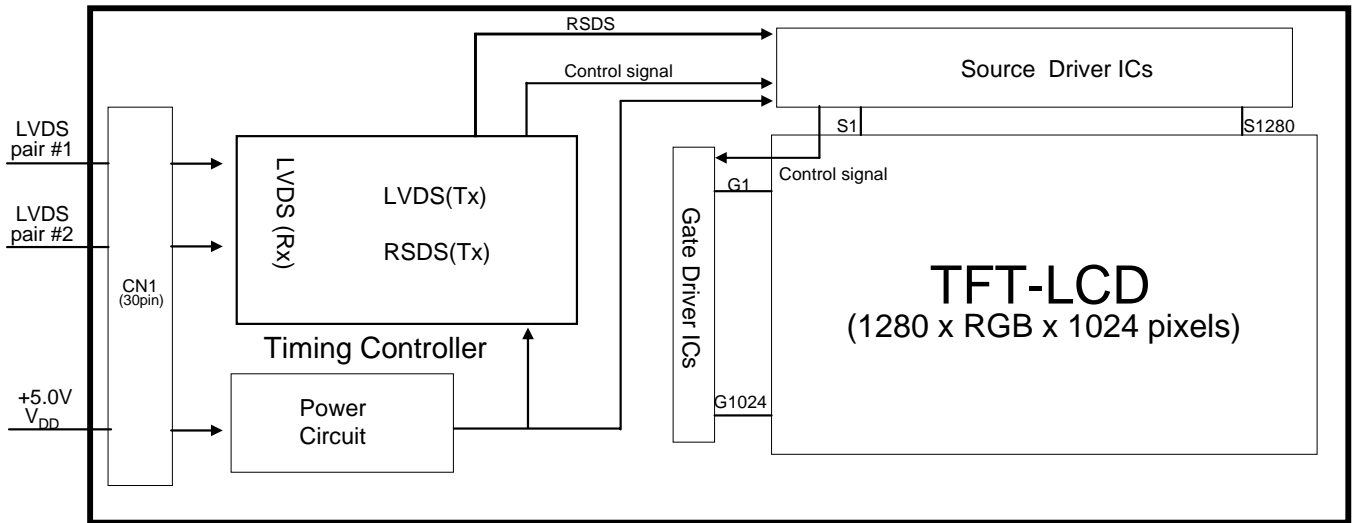 RSDS
Control signal
Source  Driver ICs
S1
S1280
LVDS
pair #1
LVDS
pair #2
+5.0V
VDD
CN1
(30pin)
LVDS (Rx)
LVDS(Tx)
RSDS(Tx)
Timing Controller
Power
Circuit
Control signal
G1
Gate Driver ICs
G1024
TFT-LCD
(1280 x RGB x 1024 pixels)